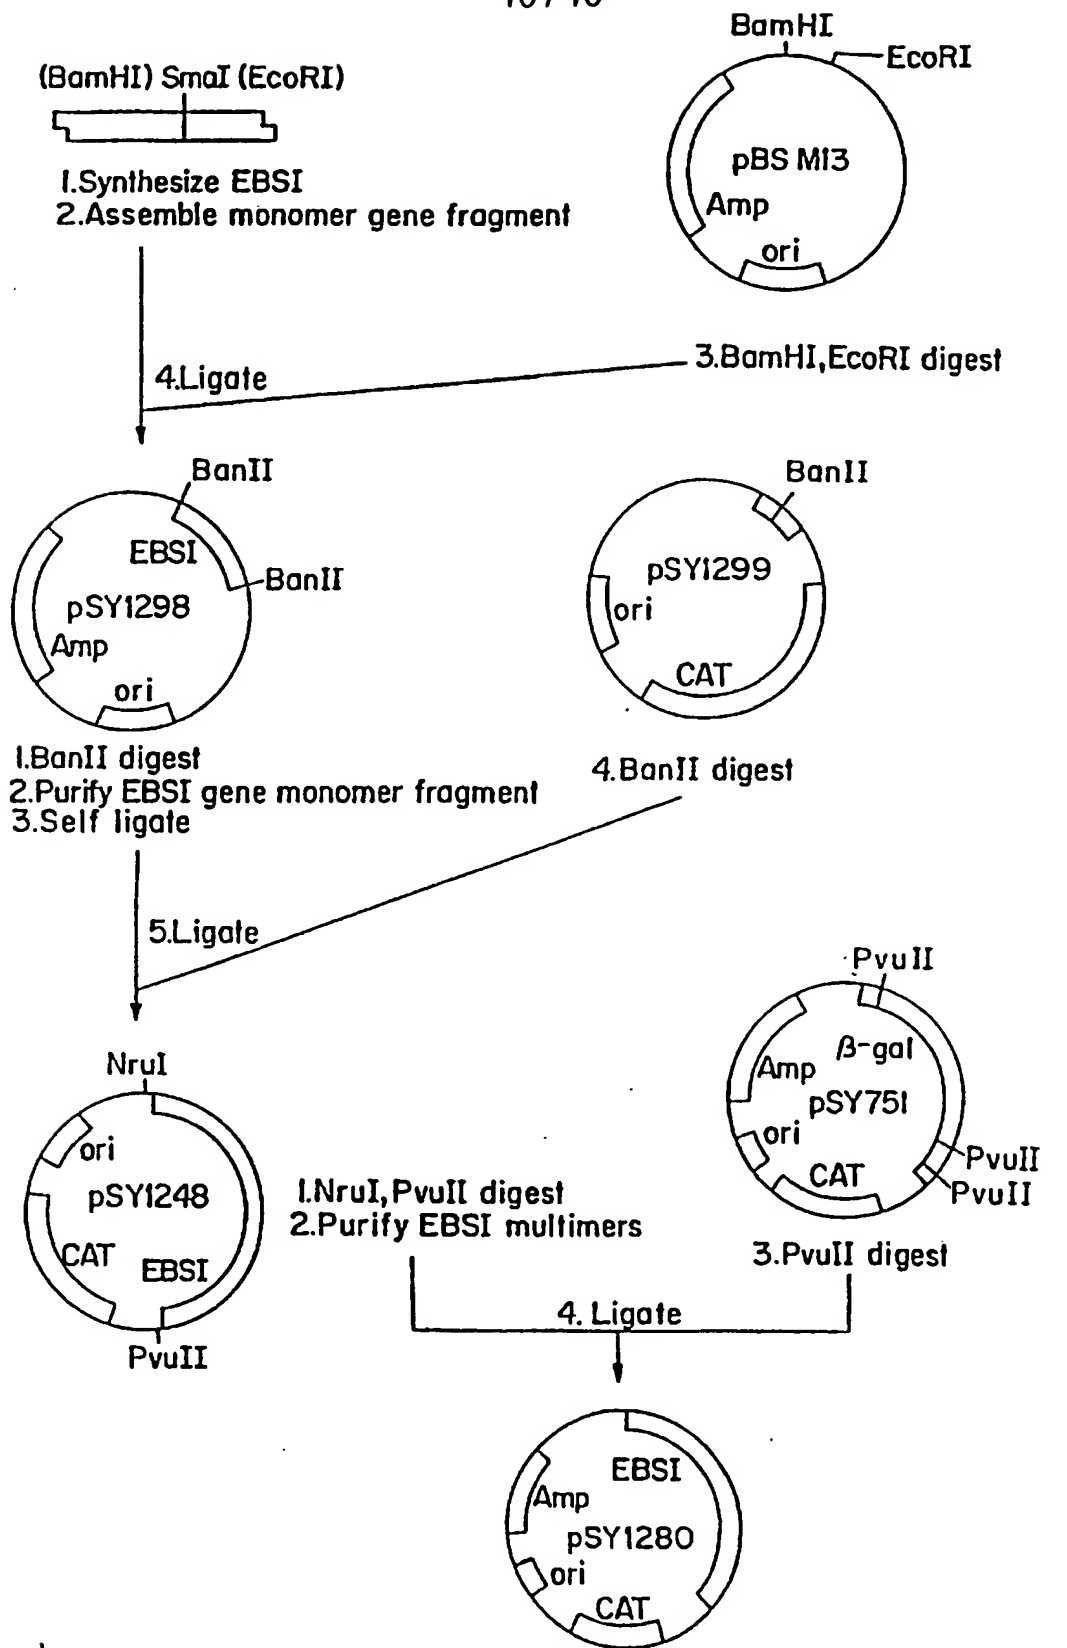 BamHI
EcoRI
(BamHI) SmaI (EcoRI)
pBS M13
Amp
ori
1.Synthesize EBSI
2.Assemble monomer gene fragment
3.BamHI,EcoRI digest
4.Ligate
BanII
EBSI
BanII
pSY1298
Amp
ori
BanII
pSY1299
ori
CAT
1.BanII digest
2.Purify EBSI gene monomer fragment
3.Self ligate
4.BanII digest
5.Ligate
NruI
ori
pSY1248
CAT
EBSI
PvuII
1.NruI,PvuII digest
2.Purify EBSI multimers
PvuII
β-gal
Amp
pSY751
ori
CAT
PvuII
PvuII
3.PvuII digest
4. Ligate
EBSI
Amp
pSY1280
ori
CAT